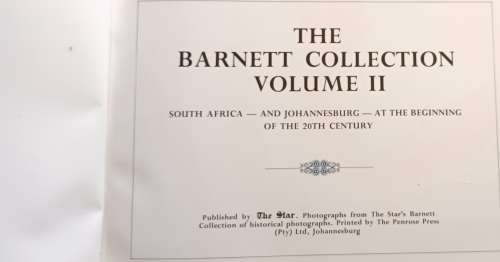 THE
BARNETT COLLECTION
VOLUME II
SOUTH AFRICA — AND JOHANNESBURG — AT THE BEGINNING
OF THE 20TH CENTURY
Published by The Star. Photographs from The Star's Barnett
Collection of historical photographs. Printed by The Penrose Press
(Pty) Ltd, Johannesburg